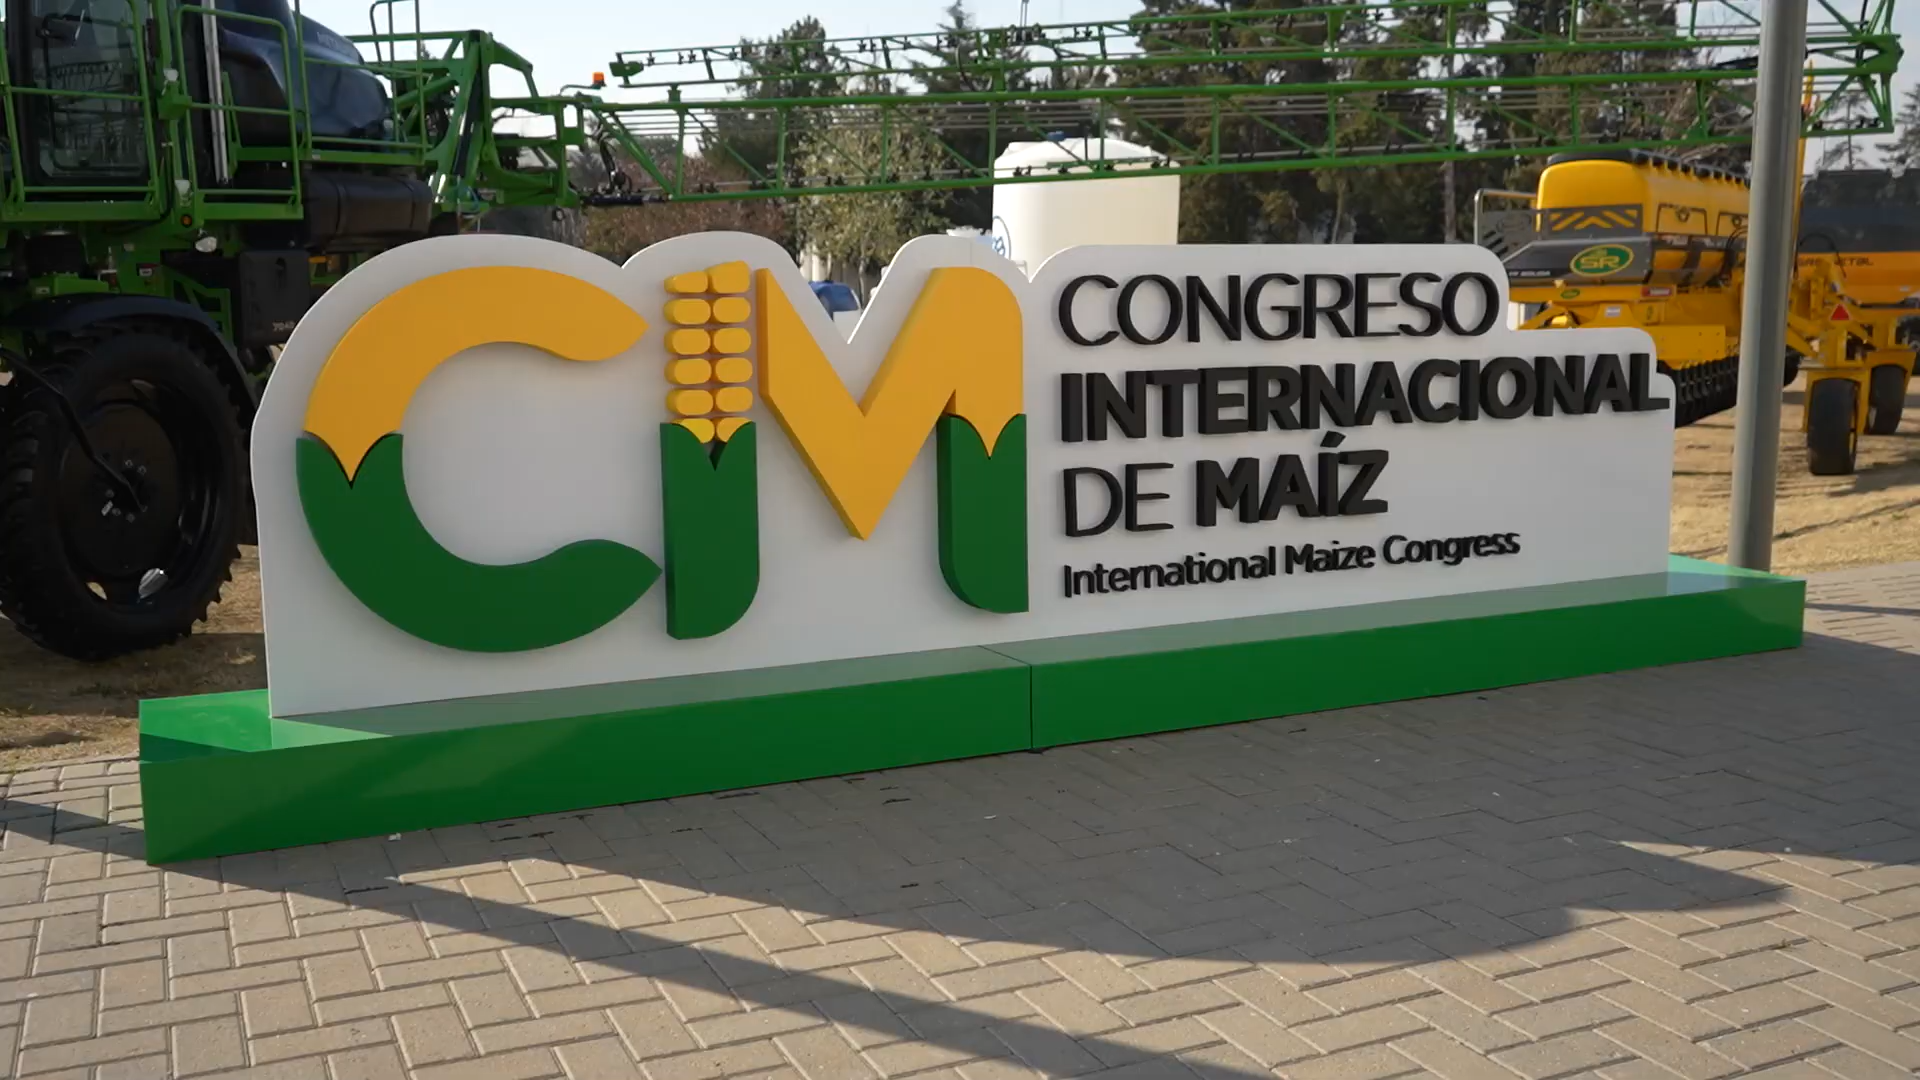 CIM
CONGRESO
INTERNACIONAL
DE MAÍZ
International Maize Congress
SR